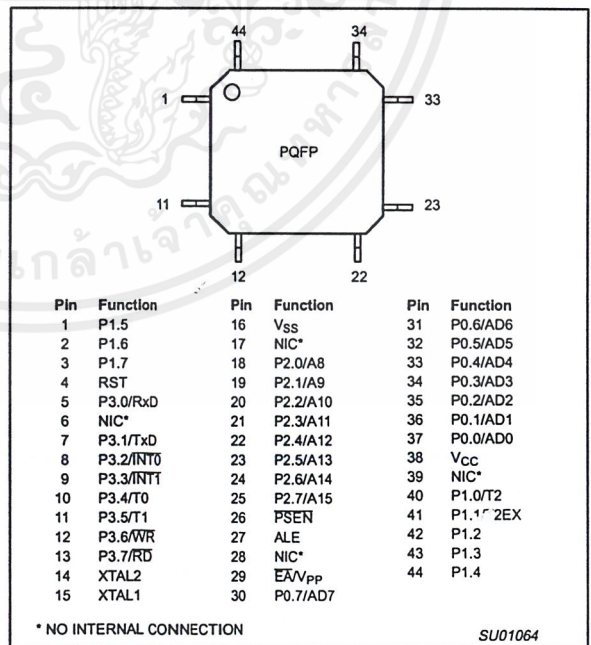 44 34
1 33
PQFP
11 23
12 22
Pin Function Pin Function Pin Function
1 P1.5 16 VSS 31 P0.6/AD6
2 P1.6 17 NIC* 32 P0.5/AD5
3 P1.7 18 P2.0/A8 33 P0.4/AD4
4 RST 19 P2.1/A9 34 P0.3/AD3
5 P3.0/RxD 20 P2.2/A10 35 P0.2/AD2
6 NIC* 21 P2.3/A11 36 P0.1/AD1
7 P3.1/TxD 22 P2.4/A12 37 P0.0/AD0
8 P3.2/INT0 23 P2.5/A13 38 VCC
9 P3.3/INT1 24 P2.6/A14 39 NIC*
10 P3.4/T0 25 P2.7/A15 40 P1.0/T2
11 P3.5/T1 26 PSEN 41
12 P3.6/WR 27 ALE 42 P1.2
13 P3.7/RD 28 NIC* 43 P1.3
14 XTAL2 29 EA/VPP 44 P1.4
15 XTAL1 30 P0.7/AD7
* NO INTERNAL CONNECTION
SU01064